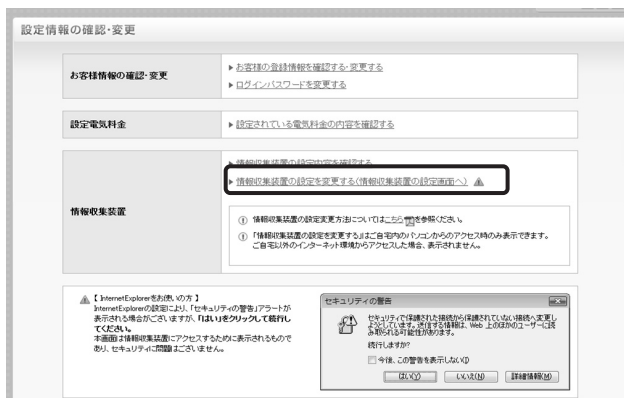 設定情報の確認・変更
お客様情報の確認・変更
▶ お客様の登録情報を確認する・変更する
▶ ログインパスワードを変更する
設定電気料金
▶ 設定されている電気料金の内容を確認する
情報収集装置
▶ 情報収集装置の設定内容を確認する
▶ 情報収集装置の設定を変更する(情報収集装置の設定画面へ)
情報収集装置の設定変更方法についてはこちらを参照ください。
「情報収集装置の設定を変更する」はご自宅内のパソコンからのアクセス時のみ表示できます。
ご自宅以外のインターネット環境からアクセスした場合、表示されません。
【 InternetExplorerをお使いの方 】
InternetExplorerの設定により、「セキュリティの警告」アラートが
表示される場合がございますが、「はい」をクリックして続行し
てください。
本画面は情報収集装置にアクセスするために表示されるもので
あり、セキュリティに問題はございません。
セキュリティの警告
セキュリティで保護された接続から保護されていない接続へ変更し
ようとしています。送信する情報は、Web 上のほかのユーザーに読
み取られる可能性があります。
続行しますか?
今後、この警告を表示しない(I)
はい(Y)
いいえ(N)
詳細情報(M)